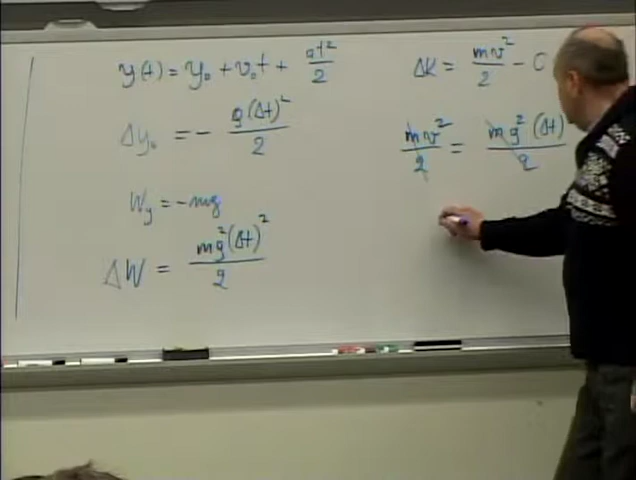 y(t) = y₀ + v₀t + at²/2
Δy₀ = - g(Δt)²/2
W_y = -mg
ΔW = mg²(Δt)²/2
ΔK = mv²/2 - 0
mv²/2 = mg²(Δt)/2